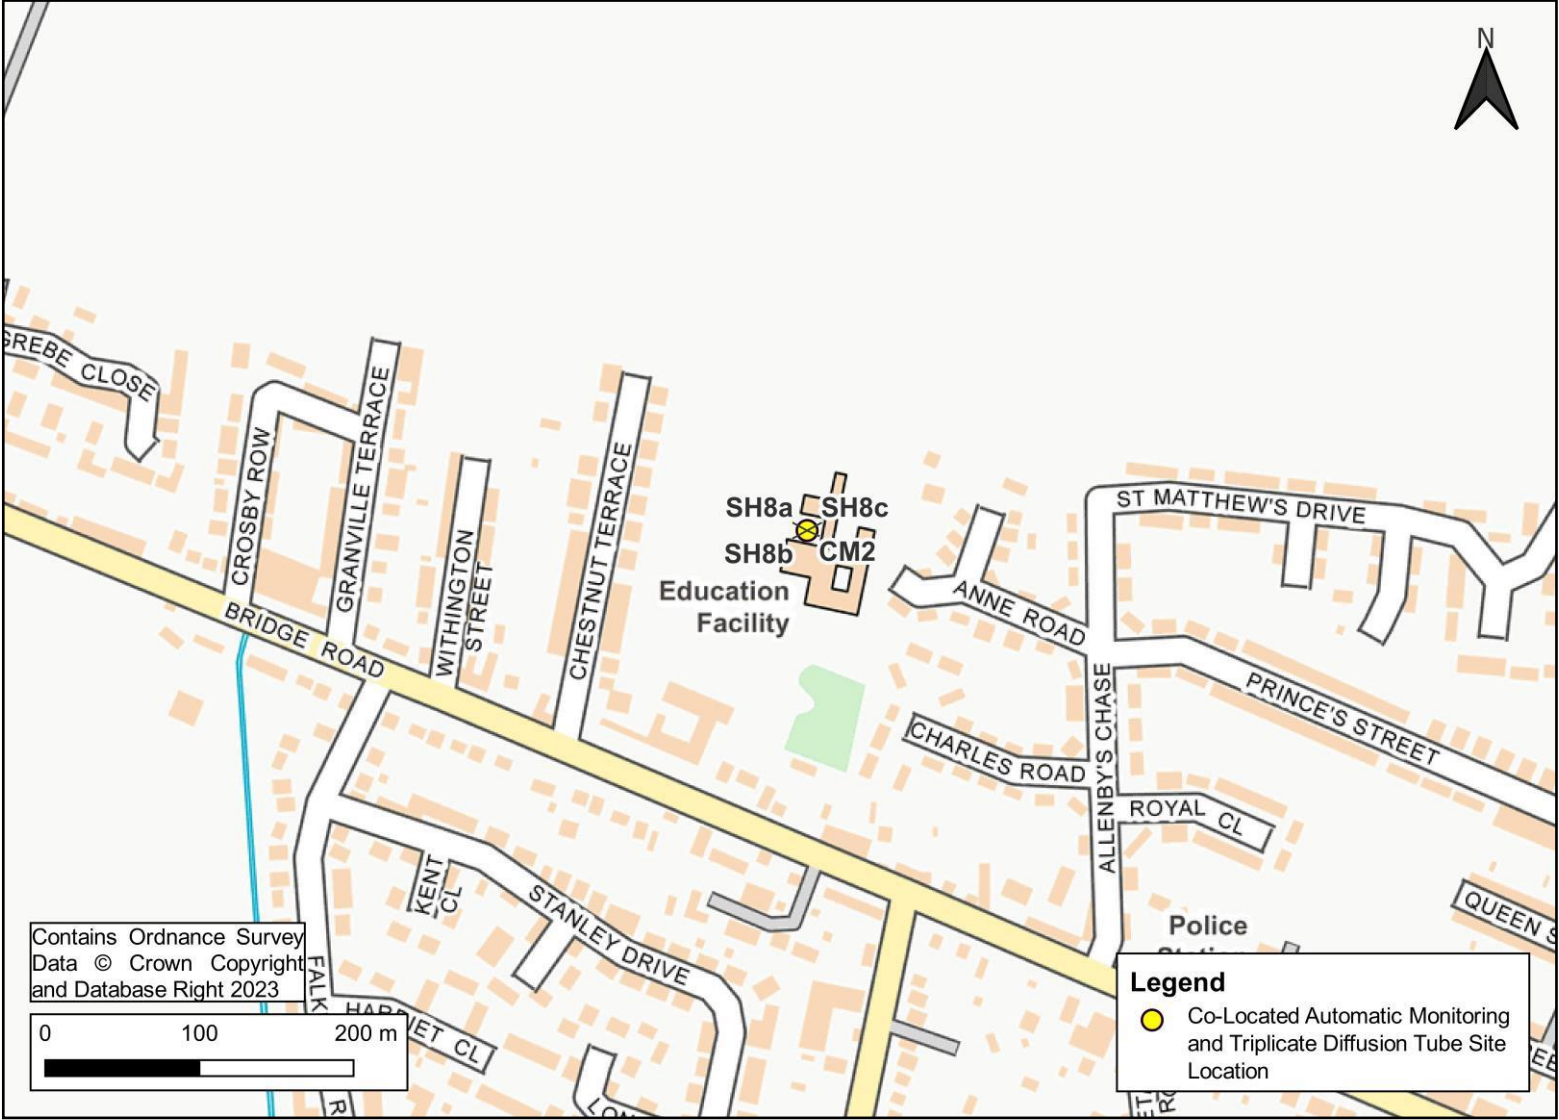 N
GREBE CLOSE
CROSBY ROW
GRANVILLE TERRACE
WITHINGTON
STREET
CHESTNUT TERRACE
SH8a
SH8c
SH8b
CM2
Education
Facility
ST MATTHEW'S DRIVE
ANNE ROAD
BRIDGE ROAD
PRINCE'S STREET
CHARLES ROAD
ALLENBY'S CHASE
ROYAL CL
KENT
CL
STANLEY DRIVE
QUEEN S
Police
FALK
HARRIET CL
Contains Ordnance Survey
Data © Crown Copyright
and Database Right 2023
0 100 200 m
Legend
Co-Located Automatic Monitoring
and Triplicate Diffusion Tube Site
Location